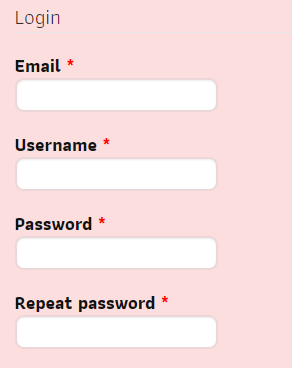 Login
Email *
Username *
Password *
Repeat password *